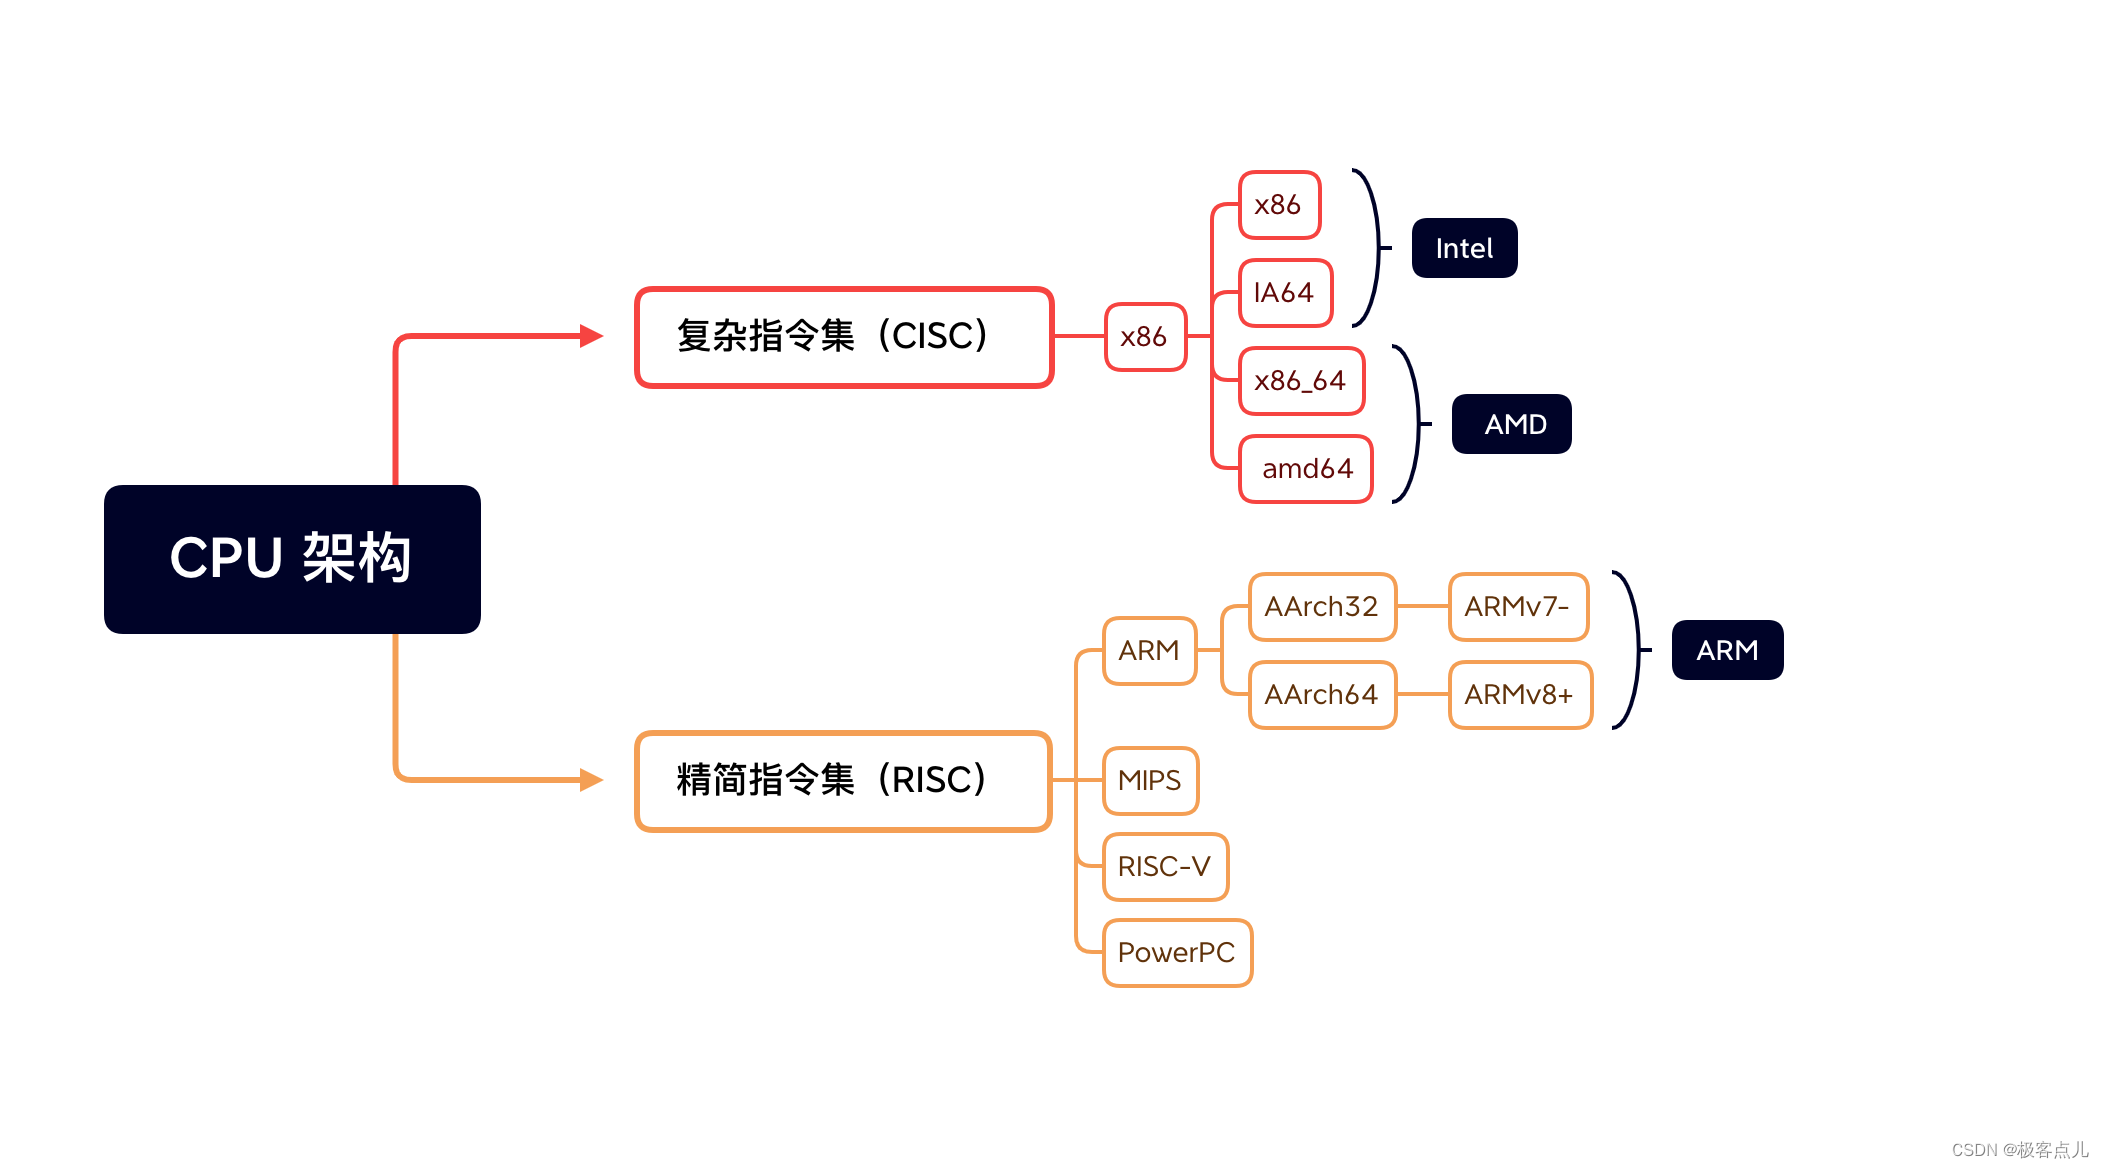 CPU 架构
复杂指令集（CISC）
x86
x86
IA64
x86_64
amd64
Intel
AMD
精简指令集（RISC）
ARM
AArch32
ARMv7-
AArch64
ARMv8+
ARM
MIPS
RISC-V
PowerPC
CSDN @极客点儿